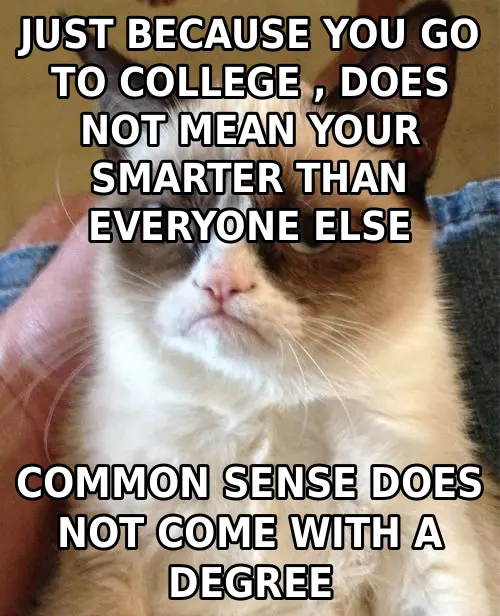 JUST BECAUSE YOU GO
TO COLLEGE , DOES
NOT MEAN YOUR
SMARTER THAN
EVERYONE ELSE
COMMON SENSE DOES
NOT COME WITH A
DEGREE